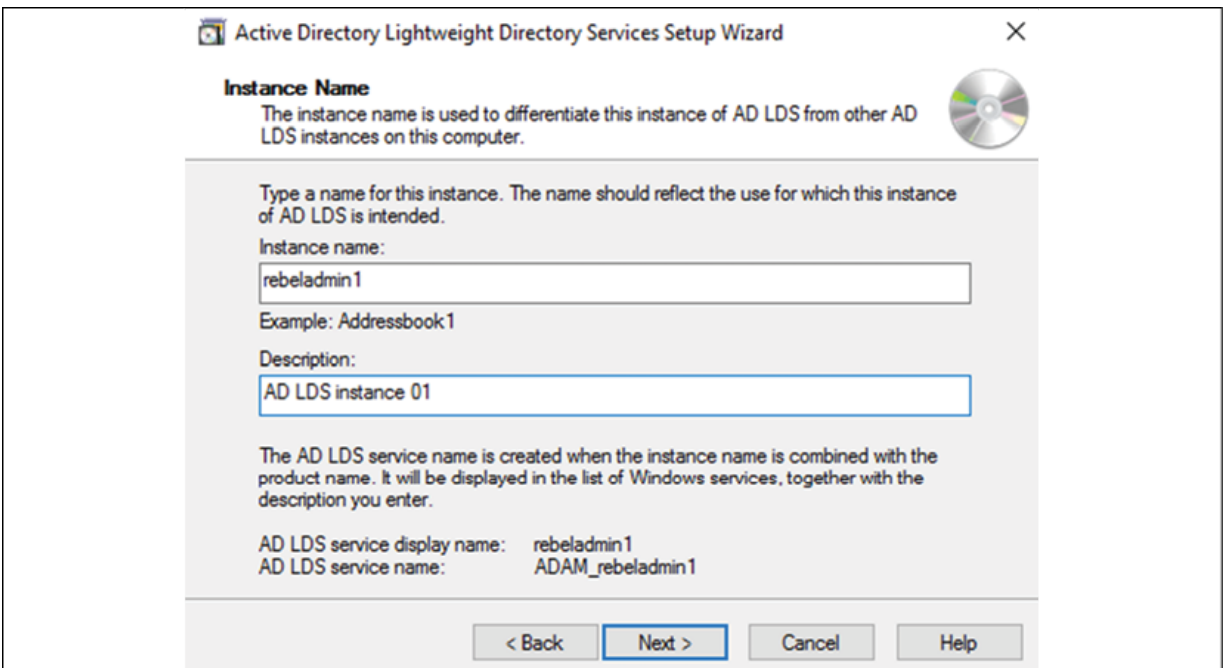 Active Directory Lightweight Directory Services Setup Wizard
Instance Name
The instance name is used to differentiate this instance of AD LDS from other AD
LDS instances on this computer.
Type a name for this instance. The name should reflect the use for which this instance
of AD LDS is intended.
Instance name:
rebeladmin1
Example: Addressbook1
Description:
AD LDS instance 01
The AD LDS service name is created when the instance name is combined with the
product name. It will be displayed in the list of Windows services, together with the
description you enter.
AD LDS service display name: rebeladmin1
AD LDS service name: ADAM_rebeladmin1
< Back Next > Cancel Help